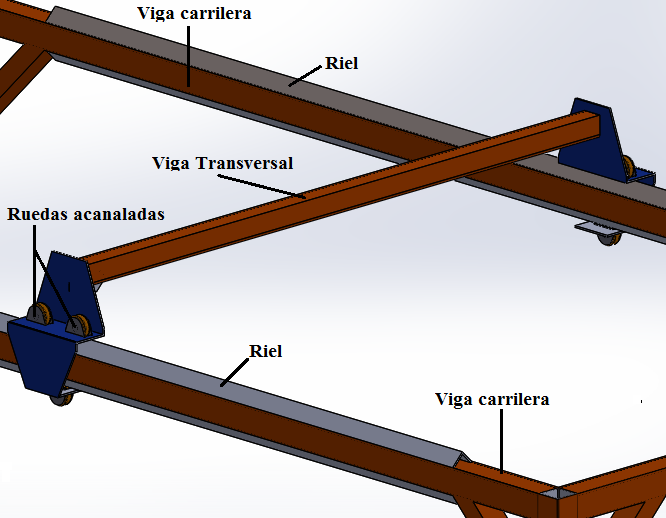 Viga carrilera
Riel
Viga Transversal
Ruedas acanaladas
Riel
Viga carrilera